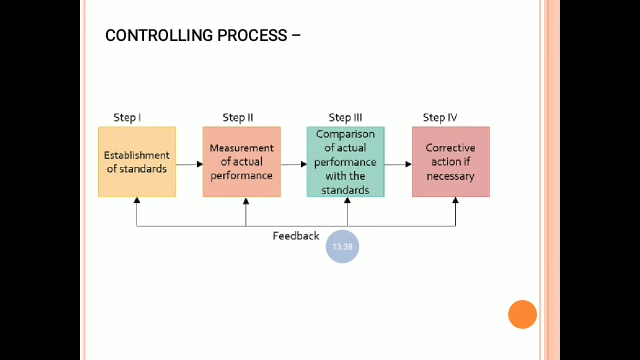 CONTROLLING PROCESS –
Step I
Step II
Step III
Step IV
Establishment
of standards
Measurement
of actual
performance
Comparison
of actual
performance
with the
standards
Corrective
action if
necessary
Feedback
13:38